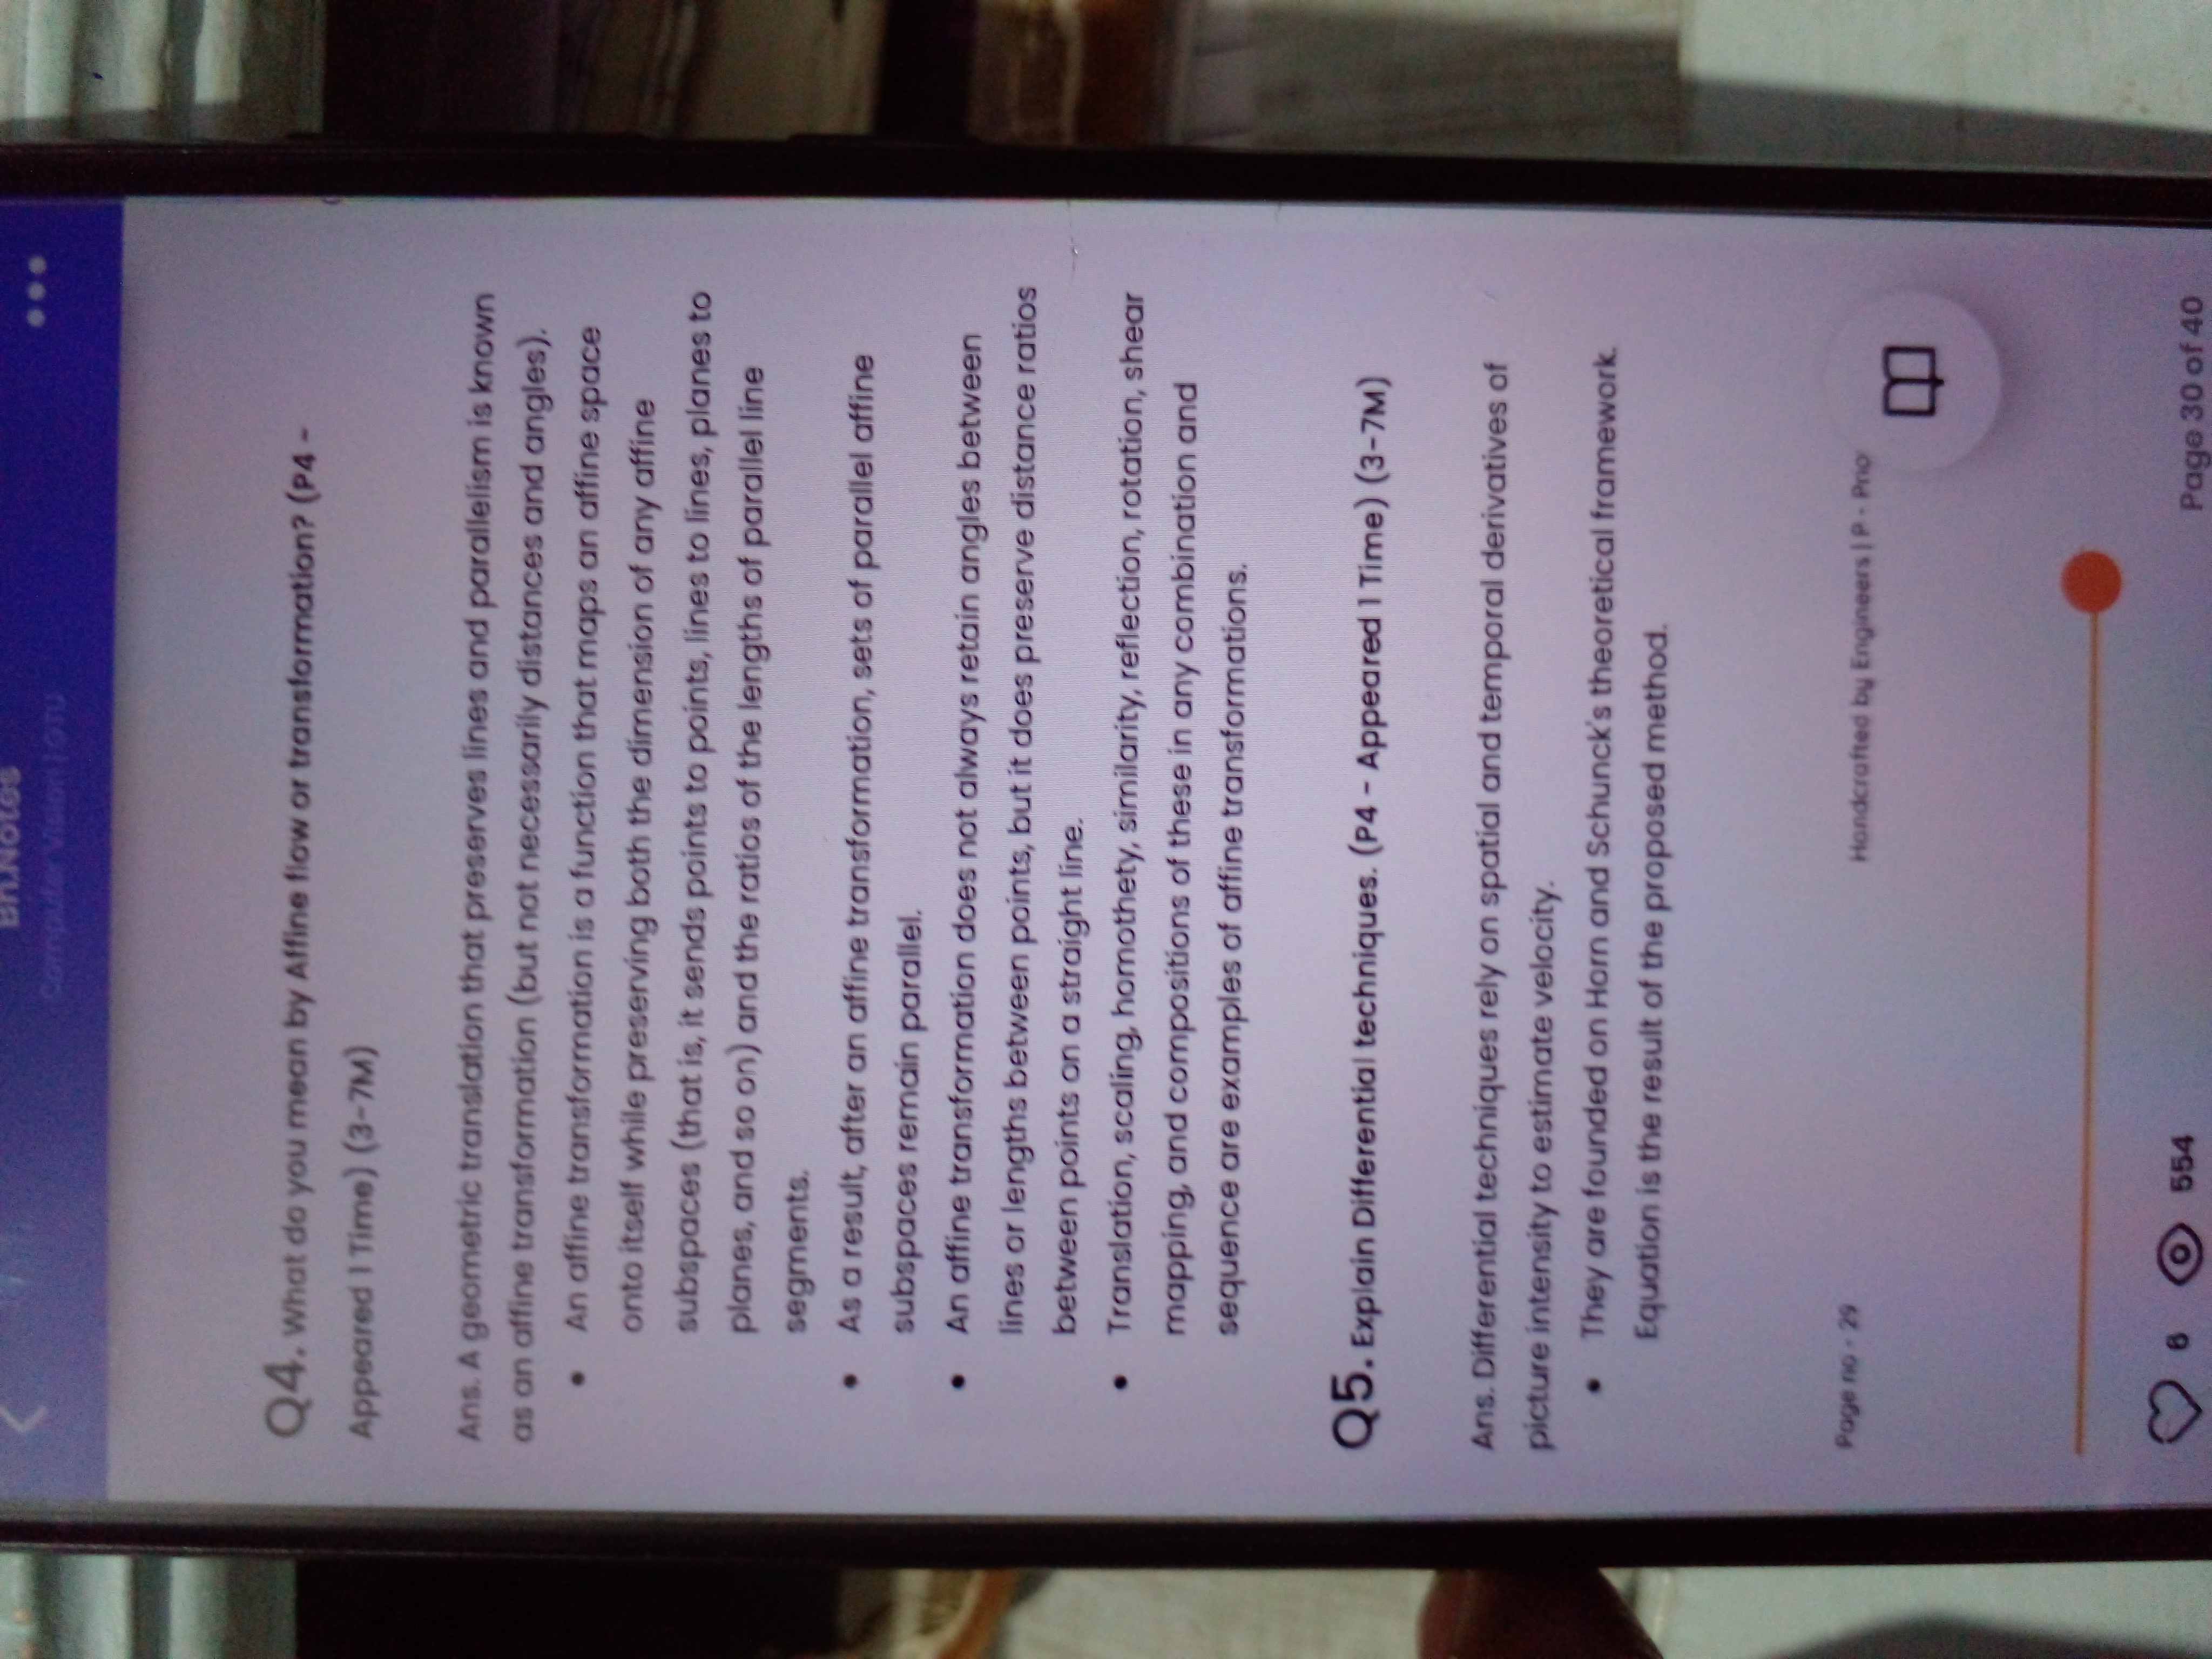 Bh.Notes
Computer Vision | GTU
Q4. What do you mean by Affine flow or transformation? (P4 -
Appeared 1 Time) (3-7M)
Ans. A geometric translation that preserves lines and parallelism is known
as an affine transformation (but not necessarily distances and angles).
• An affine transformation is a function that maps an affine space
onto itself while preserving both the dimension of any affine
subspaces (that is, it sends points to points, lines to lines, planes to
planes, and so on) and the ratios of the lengths of parallel line
segments.
• As a result, after an affine transformation, sets of parallel affine
subspaces remain parallel.
• An affine transformation does not always retain angles between
lines or lengths between points, but it does preserve distance ratios
between points on a straight line.
• Translation, scaling, homothety, similarity, reflection, rotation, shear
mapping, and compositions of these in any combination and
sequence are examples of affine transformations.
Q5. Explain Differential techniques. (P4 - Appeared 1 Time) (3-7M)
Ans. Differential techniques rely on spatial and temporal derivatives of
picture intensity to estimate velocity.
• They are founded on Horn and Schunck's theoretical framework.
Equation is the result of the proposed method.
Page no - 29
Handcrafted by Engineers | P - Prio
6 554
Page 30 of 40